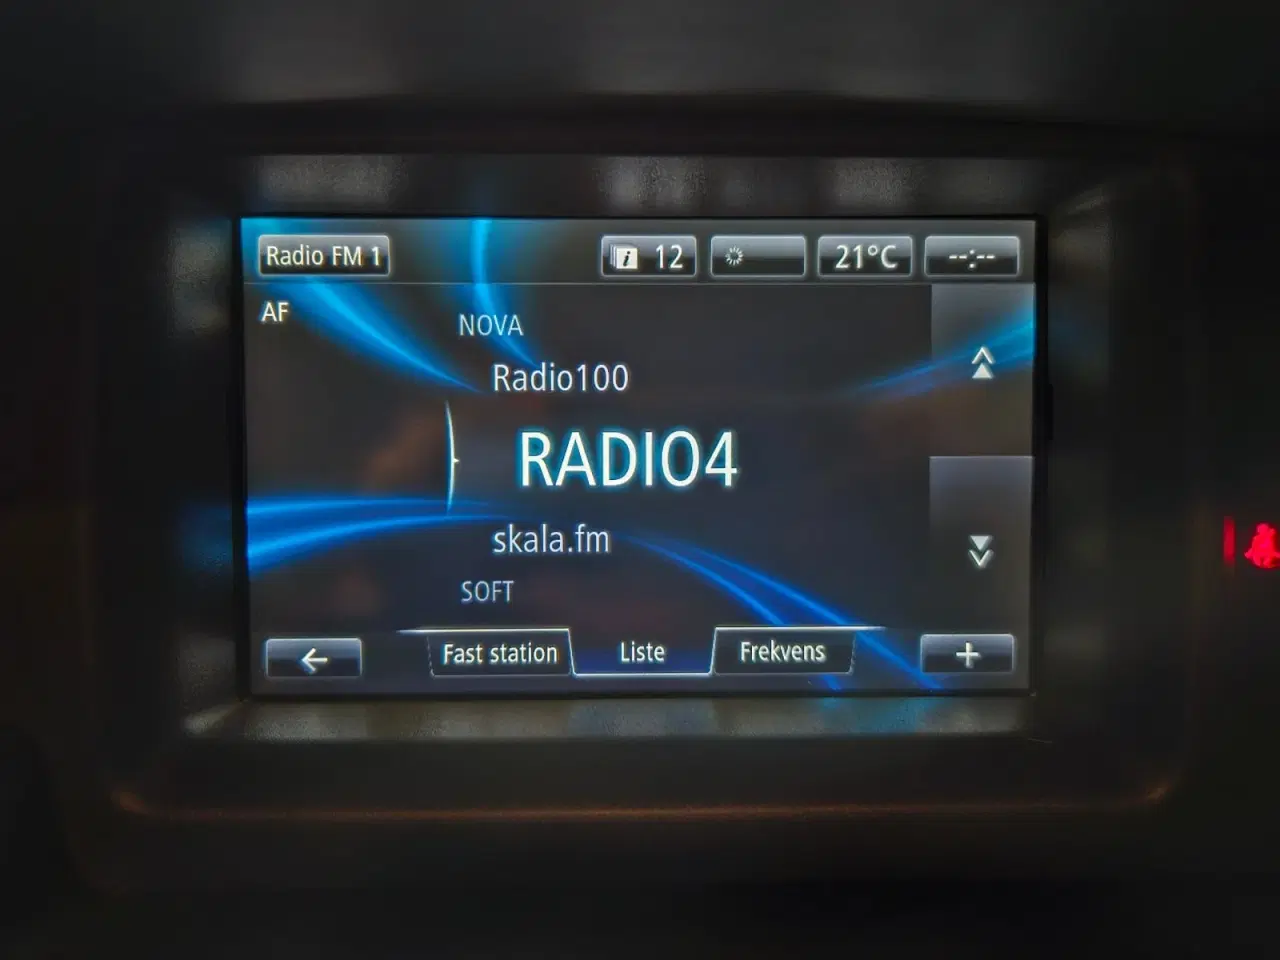 Radio FM 1
i 12
21°C
--:--
AF
NOVA
Radio100
RADIO4
skala.fm
SOFT
Fast station
Liste
Frekvens
+